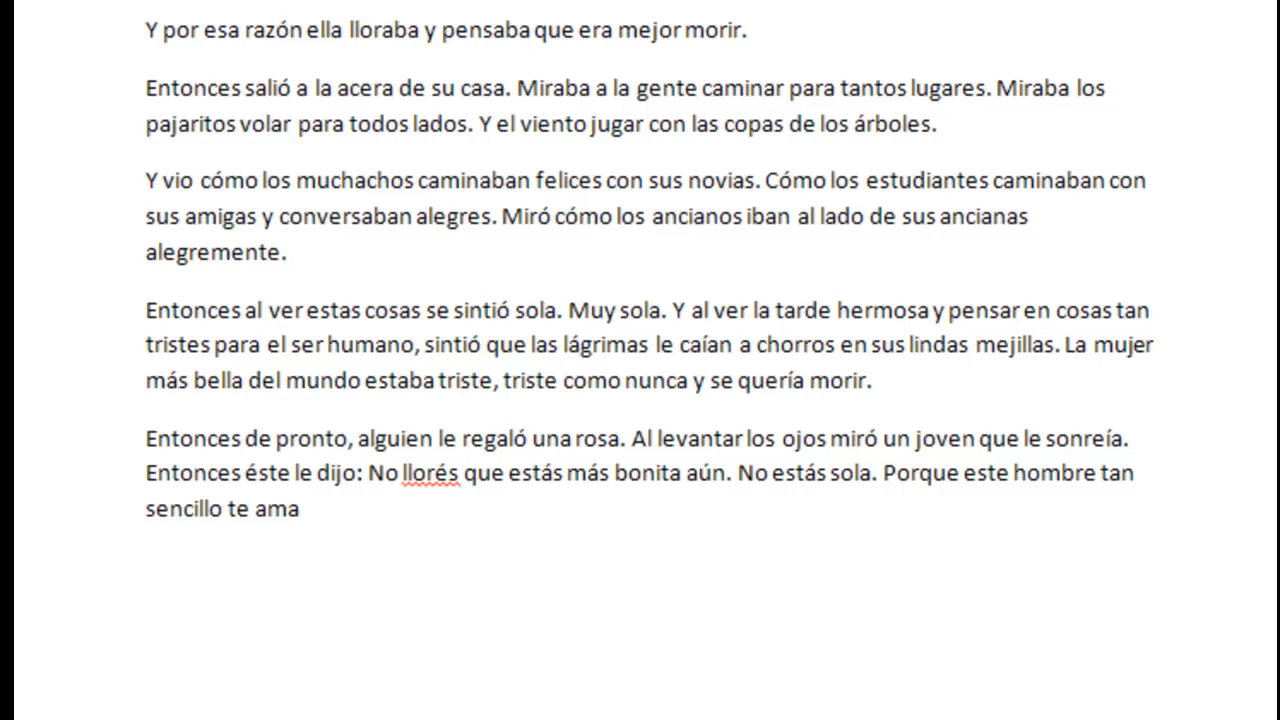 Y por esa razón ella lloraba y pensaba que era mejor morir.
Entonces salió a la acera de su casa. Miraba a la gente caminar para tantos lugares. Miraba los
pajaritos volar para todos lados. Y el viento jugar con las copas de los árboles.
Y vio cómo los muchachos caminaban felices con sus novias. Cómo los estudiantes caminaban con
sus amigas y conversaban alegres. Miró cómo los ancianos iban al lado de sus ancianas
alegremente.
Entonces al ver estas cosas se sintió sola. Muy sola. Y al ver la tarde hermosa y pensar en cosas tan
tristes para el ser humano, sintió que las lágrimas le caían a chorros en sus lindas mejillas. La mujer
más bella del mundo estaba triste, triste como nunca y se quería morir.
Entonces de pronto, alguien le regaló una rosa. Al levantar los ojos miró un joven que le sonreía.
Entonces éste le dijo: No llorés que estás más bonita aún. No estás sola. Porque este hombre tan
sencillo te ama